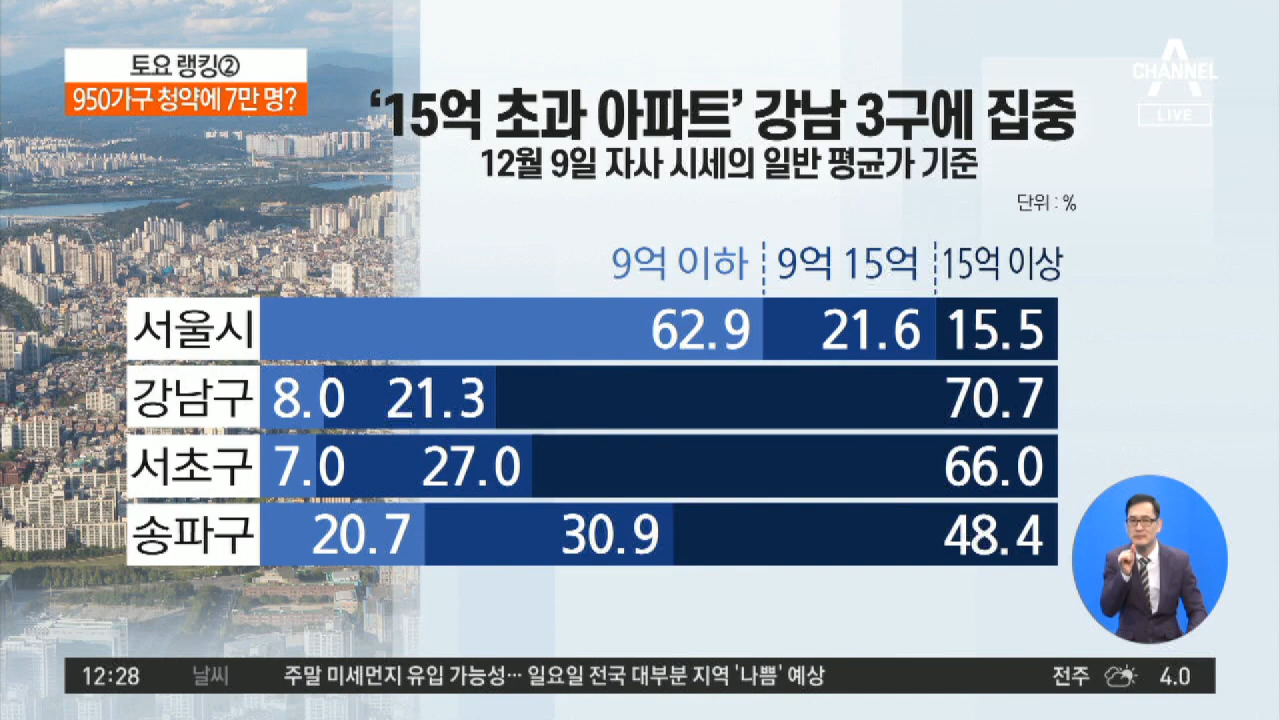 토요 랭킹②
950가구 청약에 7만 명?
CHANNEL A
LIVE
‘15억 초과 아파트’ 강남 3구에 집중
12월 9일 자사 시세의 일반 평균가 기준
단위 : %
9억 이하 9억 15억 15억 이상
서울시 62.9 21.6 15.5
강남구 8.0 21.3 70.7
서초구 7.0 27.0 66.0
송파구 20.7 30.9 48.4
12:28 날씨 주말 미세먼지 유입 가능성… 일요일 전국 대부분 지역 '나쁨' 예상 전주 4.0